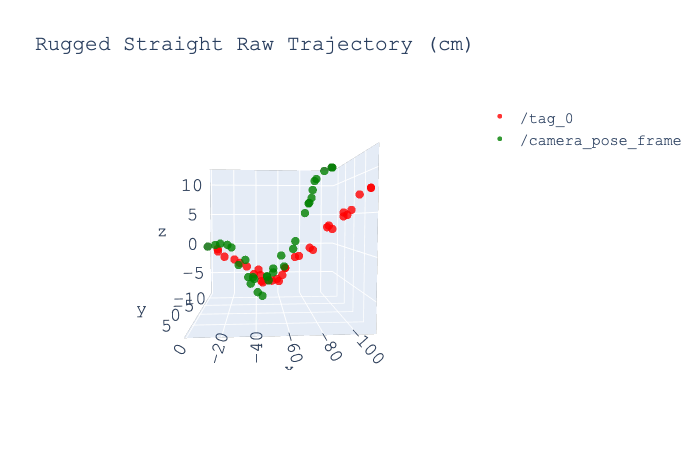 Rugged Straight Raw Trajectory (cm)
/tag_0
/camera_pose_frame
10
5
0
−5
−10
z
y
−5
0
5
0
−20
−40
−60
−80
−100